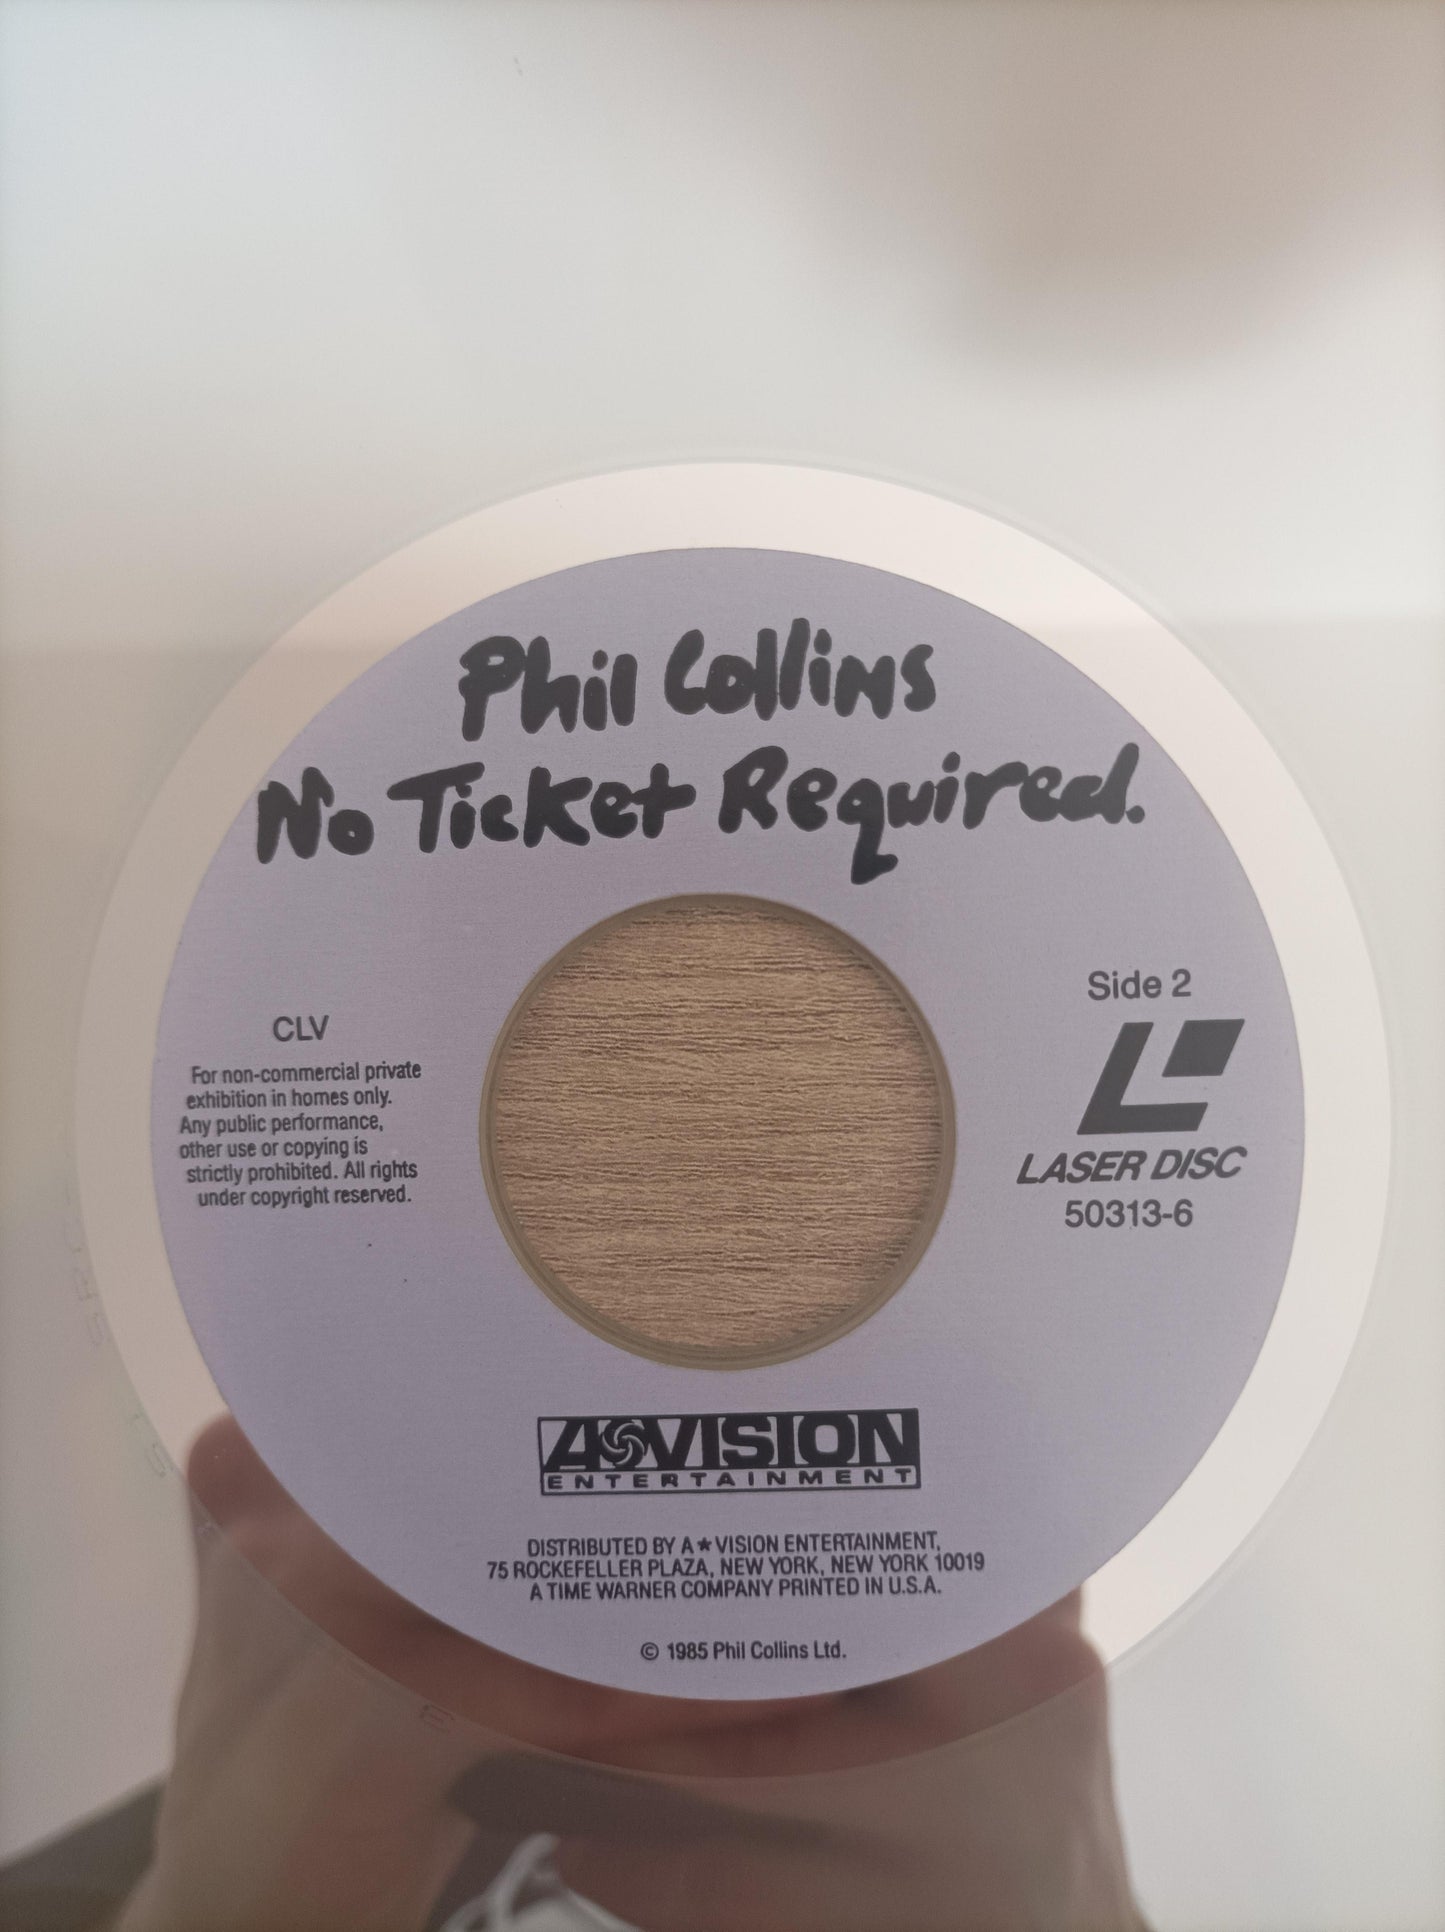 Phil Collins
No Ticket Required.
CLV
For non-commercial private
exhibition in homes only.
Any public performance,
other use or copying is
strictly prohibited. All rights
under copyright reserved.
Side 2
LASER DISC
50313-6
A VISION
ENTERTAINMENT
DISTRIBUTED BY A★VISION ENTERTAINMENT,
75 ROCKEFELLER PLAZA, NEW YORK, NEW YORK 10019
A TIME WARNER COMPANY PRINTED IN U.S.A.
© 1985 Phil Collins Ltd.